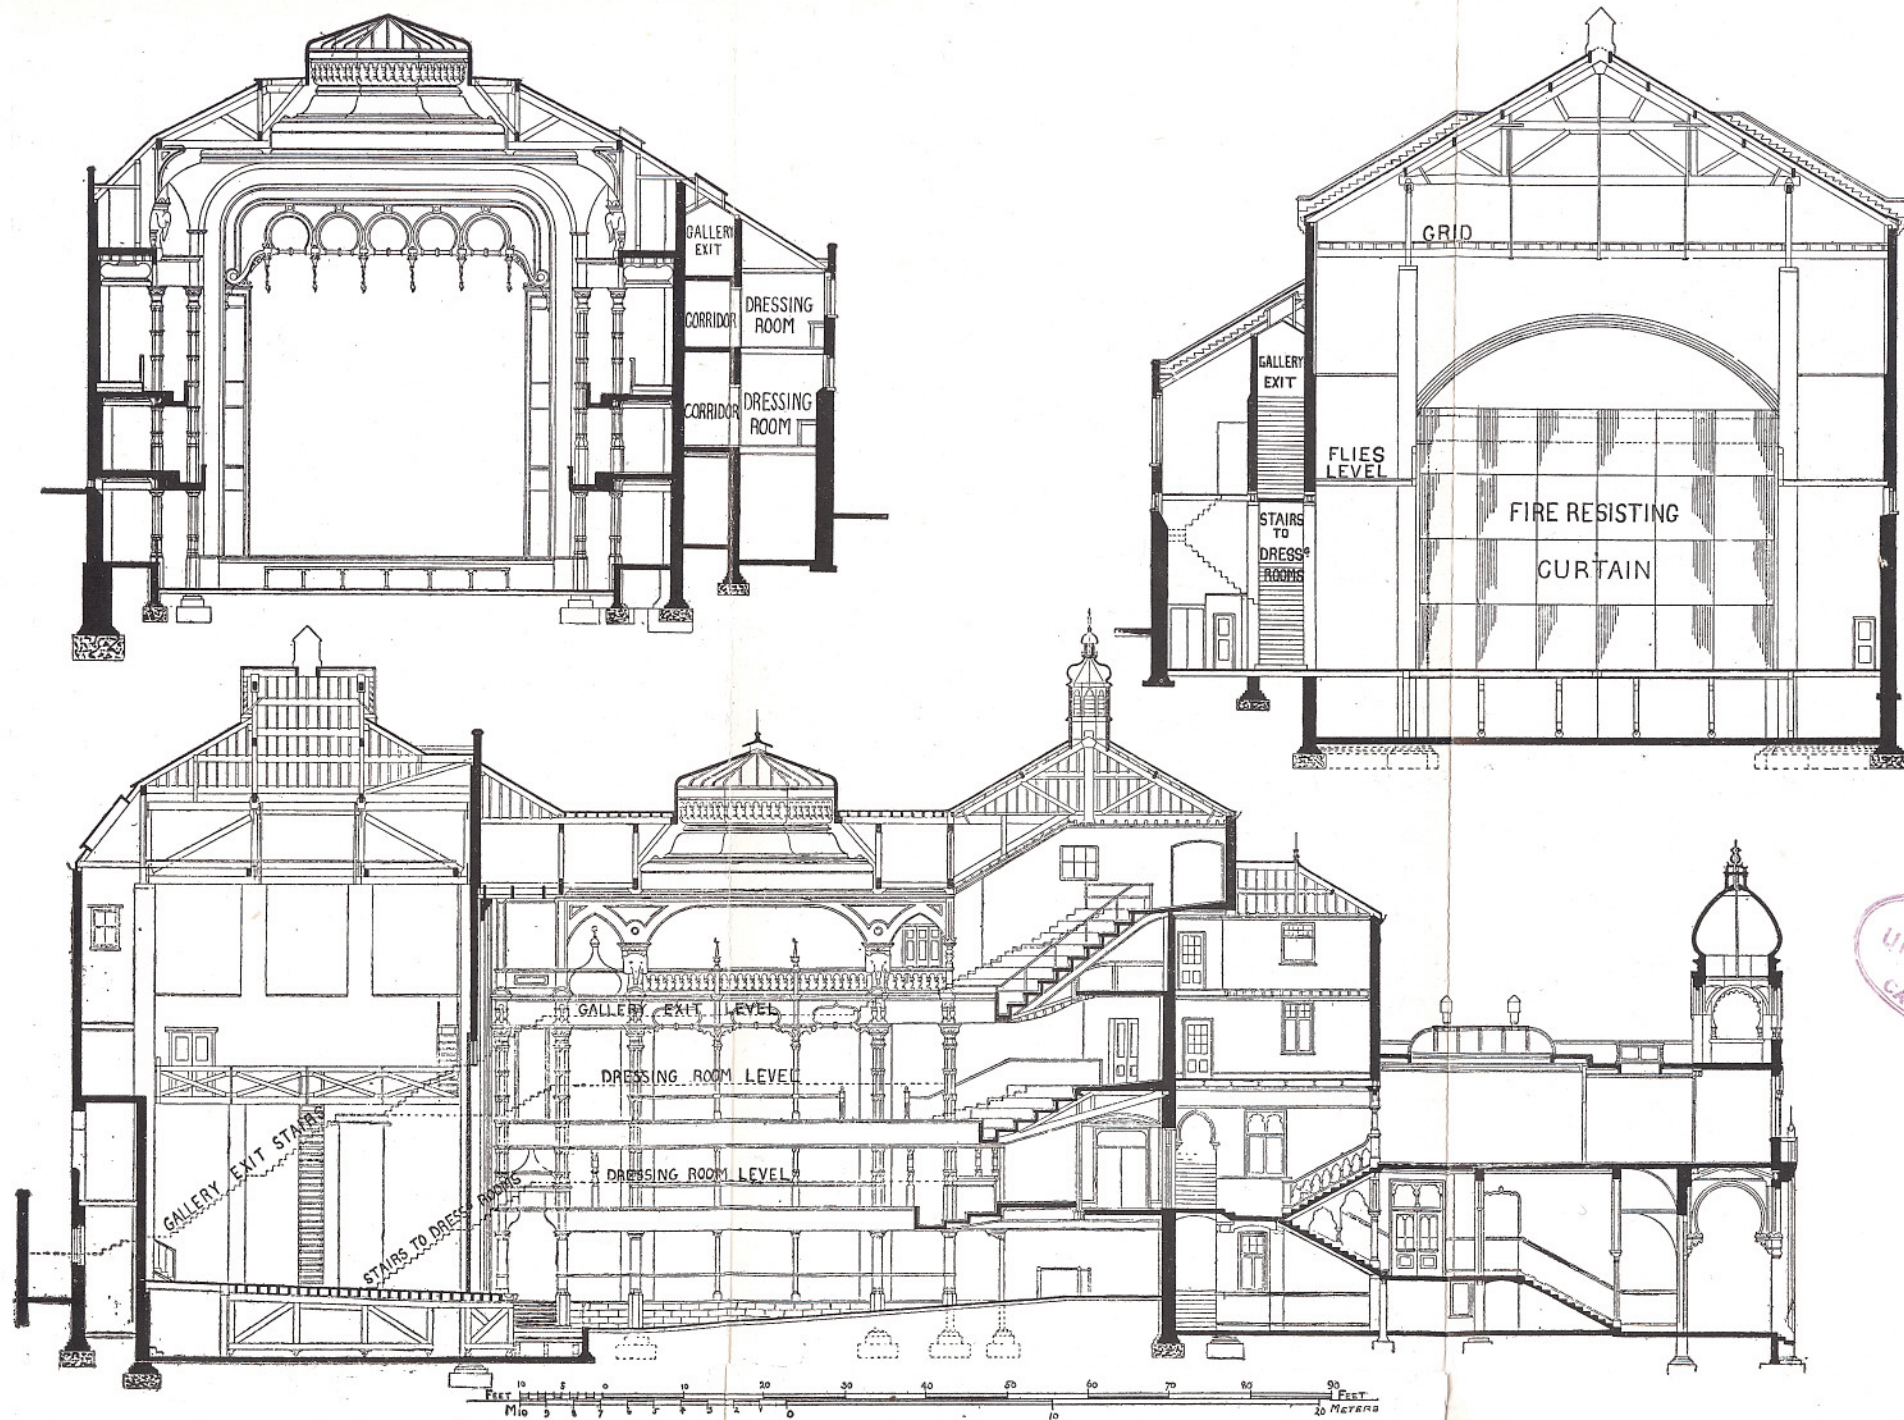 GALLERY
EXIT
CORRIDOR
DRESSING
ROOM
CORRIDOR
DRESSING
ROOM
GRID
GALLERY
EXIT
FLIES
LEVEL
STAIRS
TO
DRESSG
ROOMS
FIRE RESISTING
CURTAIN
GALLERY EXIT LEVEL
DRESSING ROOM LEVEL
DRESSING ROOM LEVEL
GALLERY EXIT STAIRS
STAIRS TO DRESSG ROOMS
FEET 10 5 0 10 20 30 40 50 60 70 80 90 FEET
0 10 20 METERS